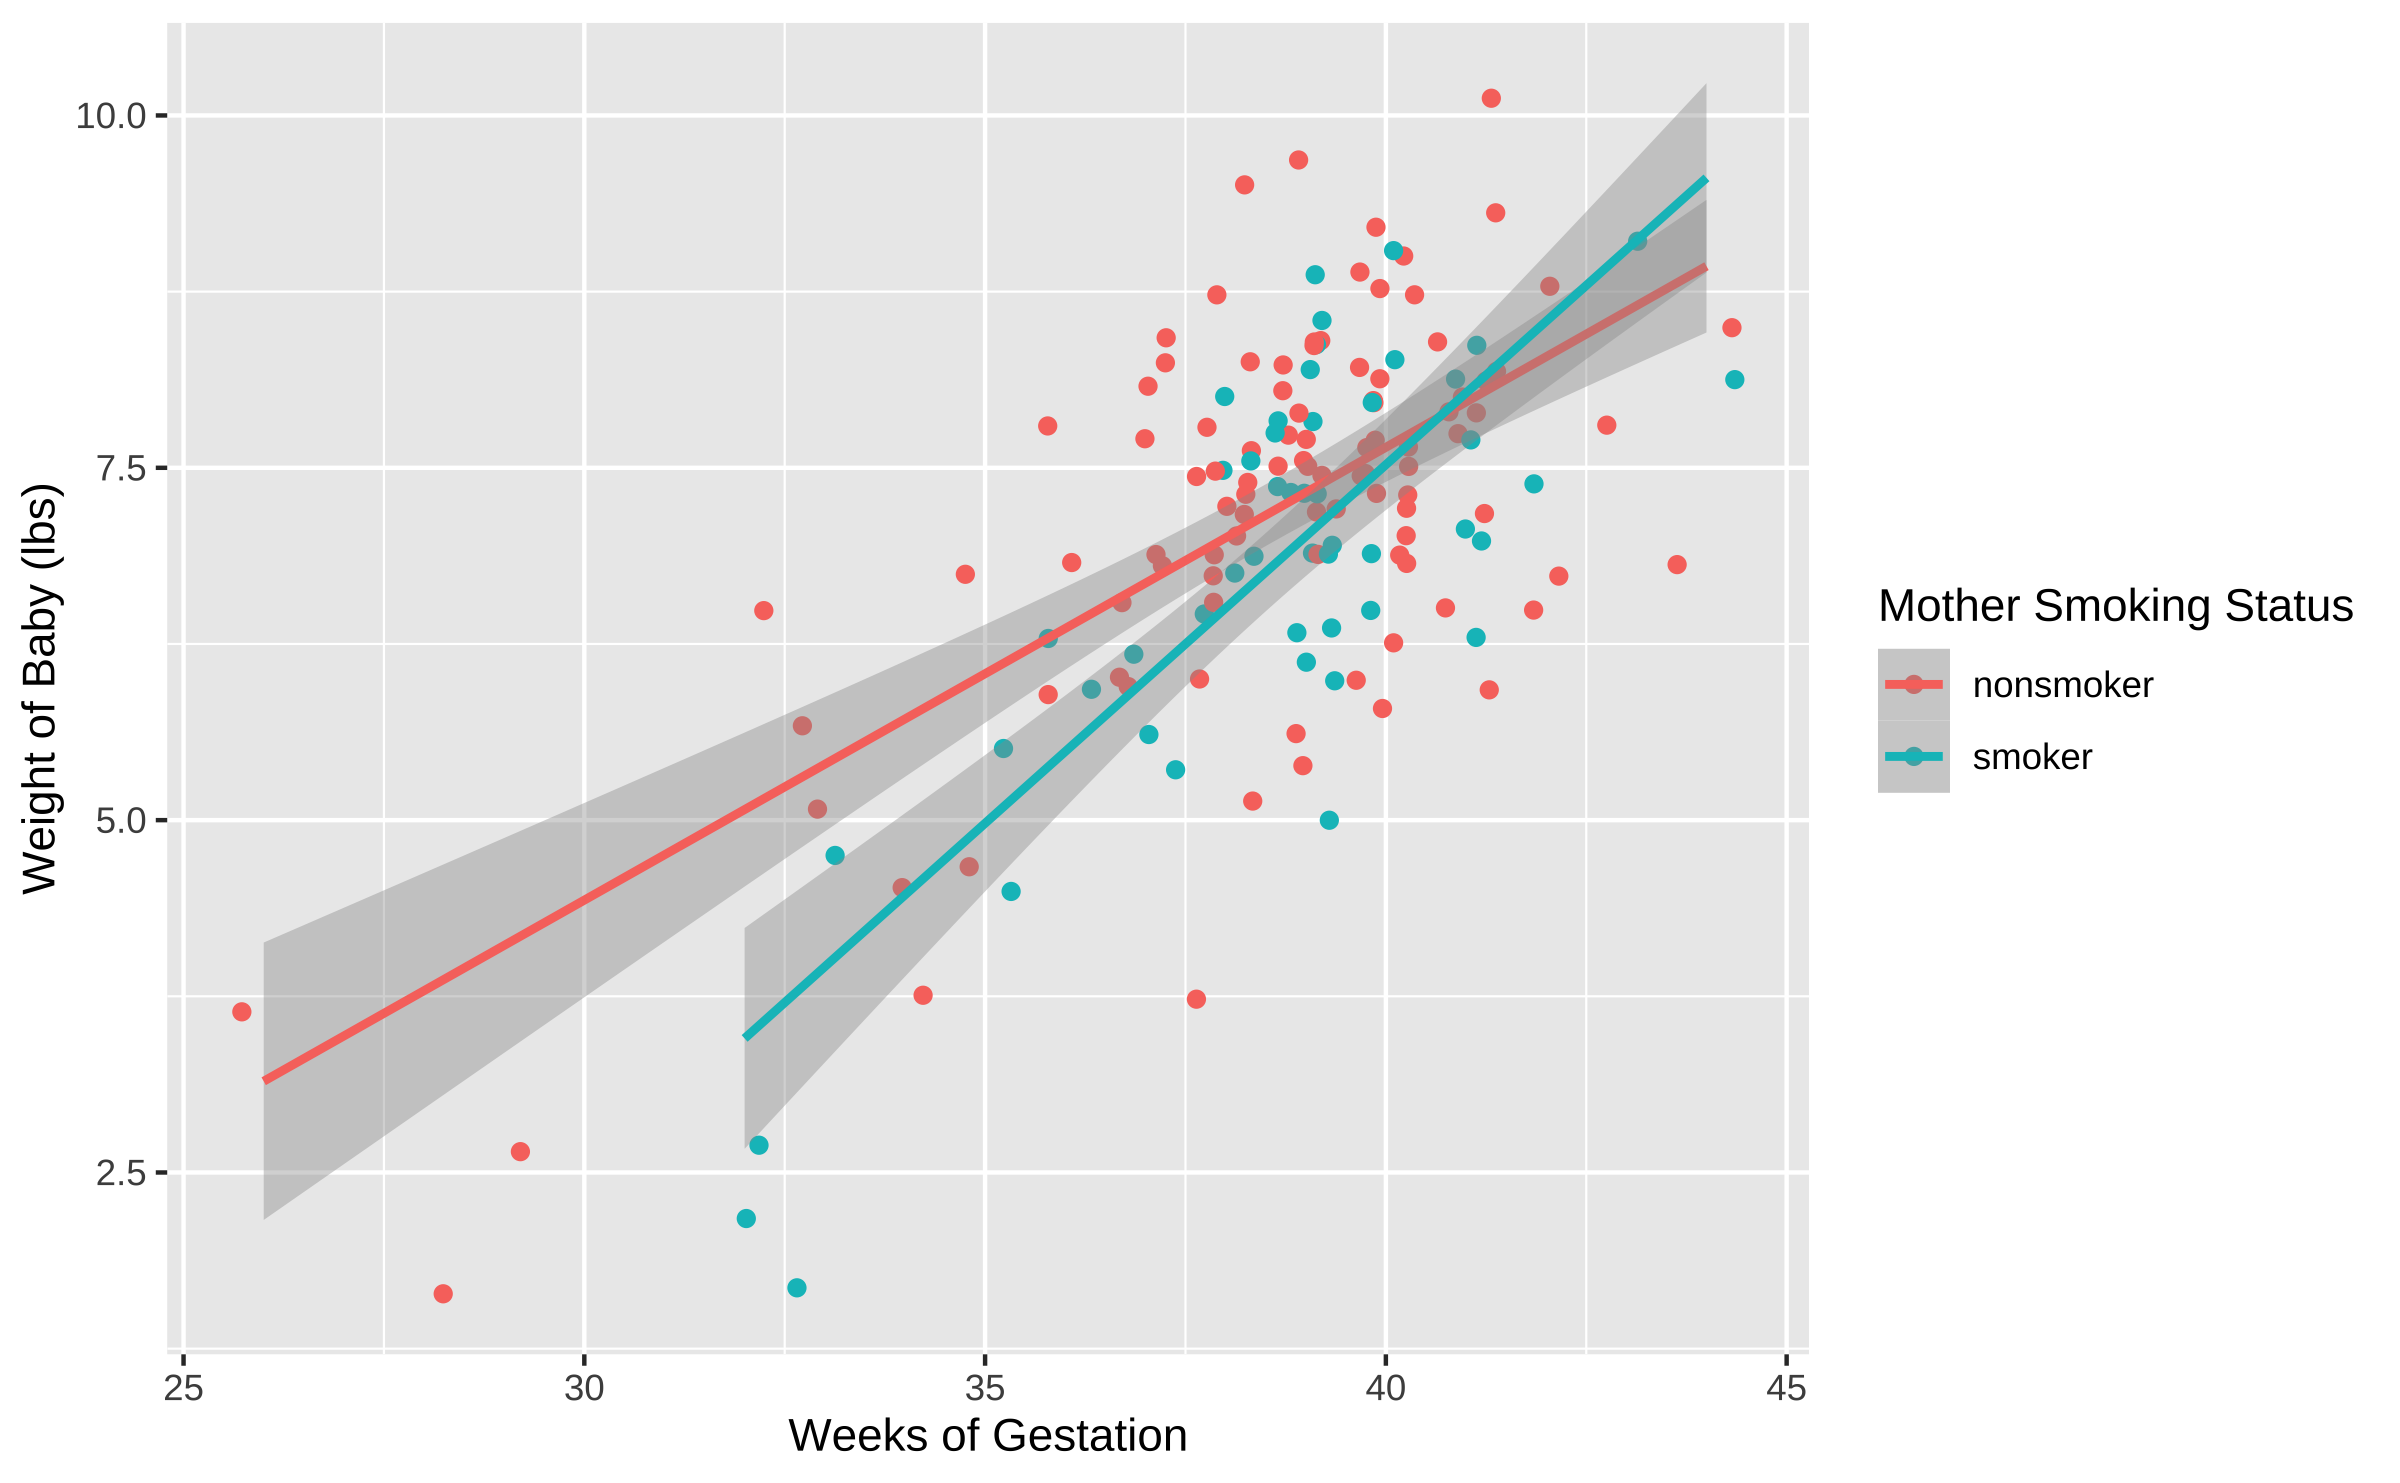 10.0
7.5
5.0
2.5
Weight of Baby (lbs)
25 30 35 40 45
Weeks of Gestation
Mother Smoking Status
nonsmoker
smoker